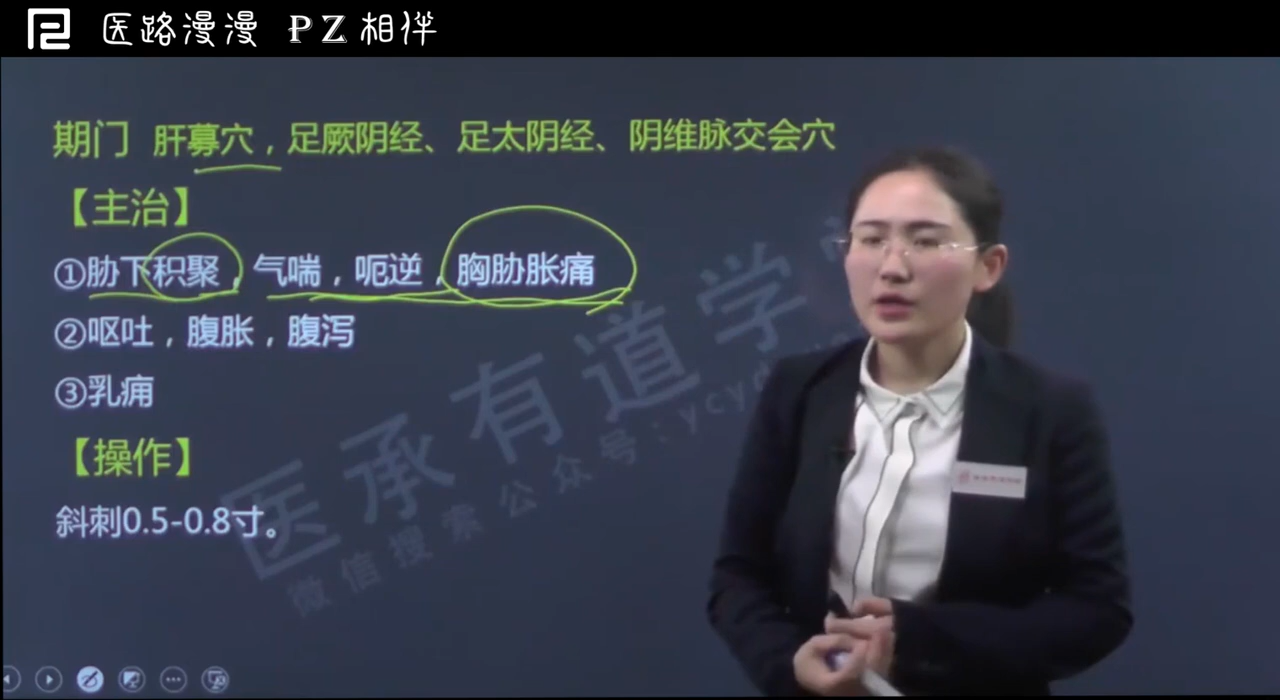 医路漫漫 PZ相伴
期门 肝募穴，足厥阴经、足太阴经、阴维脉交会穴
【主治】
①胁下积聚，气喘，呃逆，胸胁胀痛
②呕吐，腹胀，腹泻
③乳痈
【操作】
斜刺0.5-0.8寸。
医承有道学
微信搜索公众号：ycyd